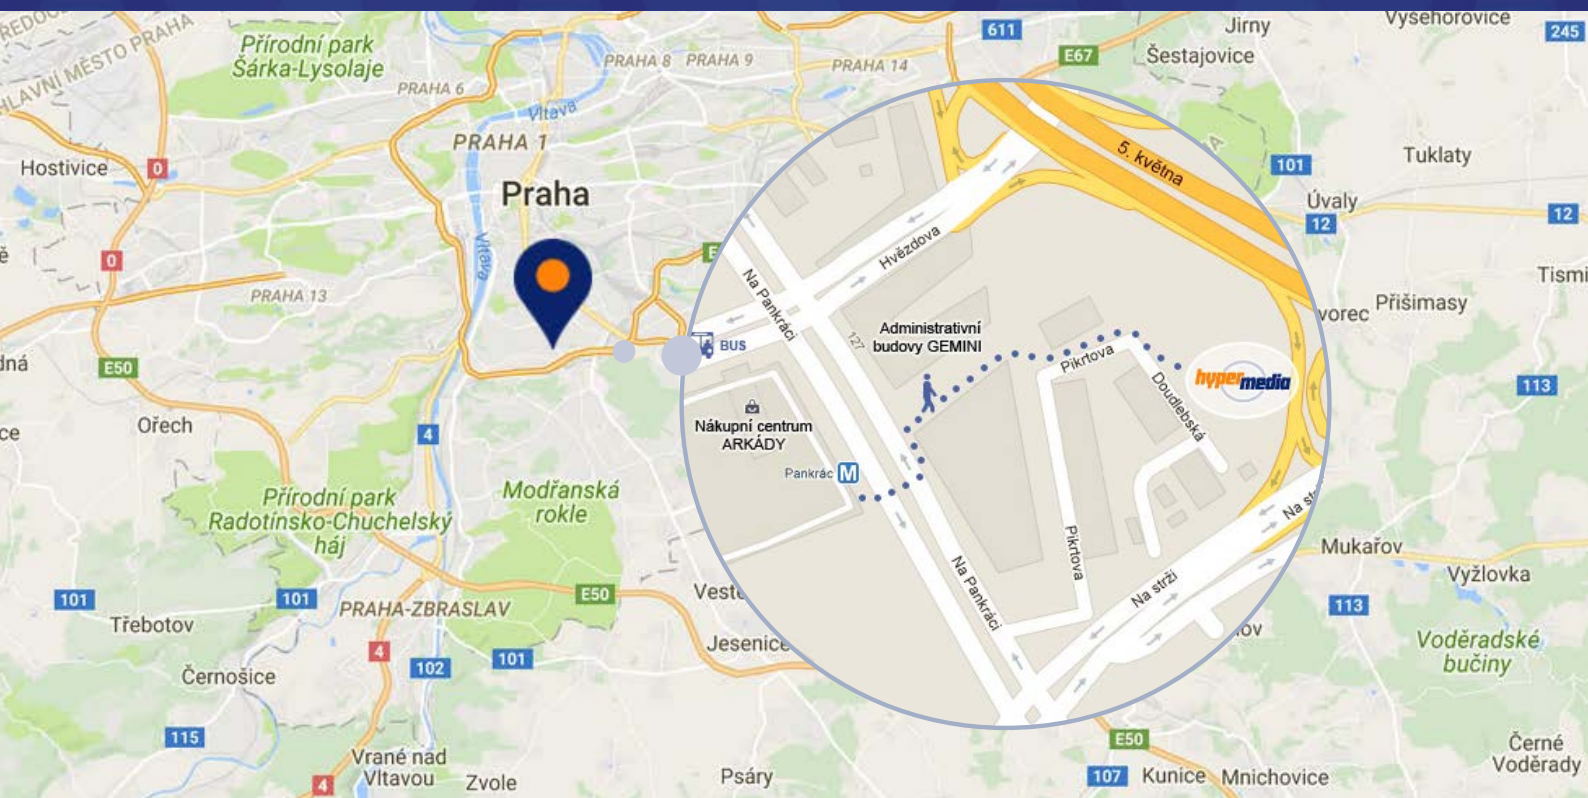 HLAVNÍ MĚSTO PRAHA
Přírodní park
Šárka-Lysolaje
PRAHA 6
PRAHA 8
PRAHA 9
PRAHA 14
611
E67
Jirny
Šestajovice
Vyšehořovice
245
Vltava
PRAHA 1
Praha
Hostivice
0
0
Vltava
PRAHA 13
E50
Ořech
4
101
Tuklaty
Úvaly
12
12
Tismi
Přišimasy
vorec
113
5. května
Hvězdova
Na Pankráci
127
BUS
Administrativní
budovy GEMINI
Pikrtova
Doudlebská
hypermedia
Nákupní centrum
ARKÁDY
Pankrác M
Pikrtova
Na Pankráci
Na strži
Na st
Přírodní park
Radotínsko-Chuchelský
háj
Modřanská
rokle
E50
101
Třebotov
101
PRAHA-ZBRASLAV
4
102
101
Černošice
115
Vrané nad
Vltavou
4
Zvole
Jesenice
Psáry
Mukařov
Vyžlovka
113
Voděradské
bučiny
E50
107
Kunice
Mnichovice
Černé
Voděrady